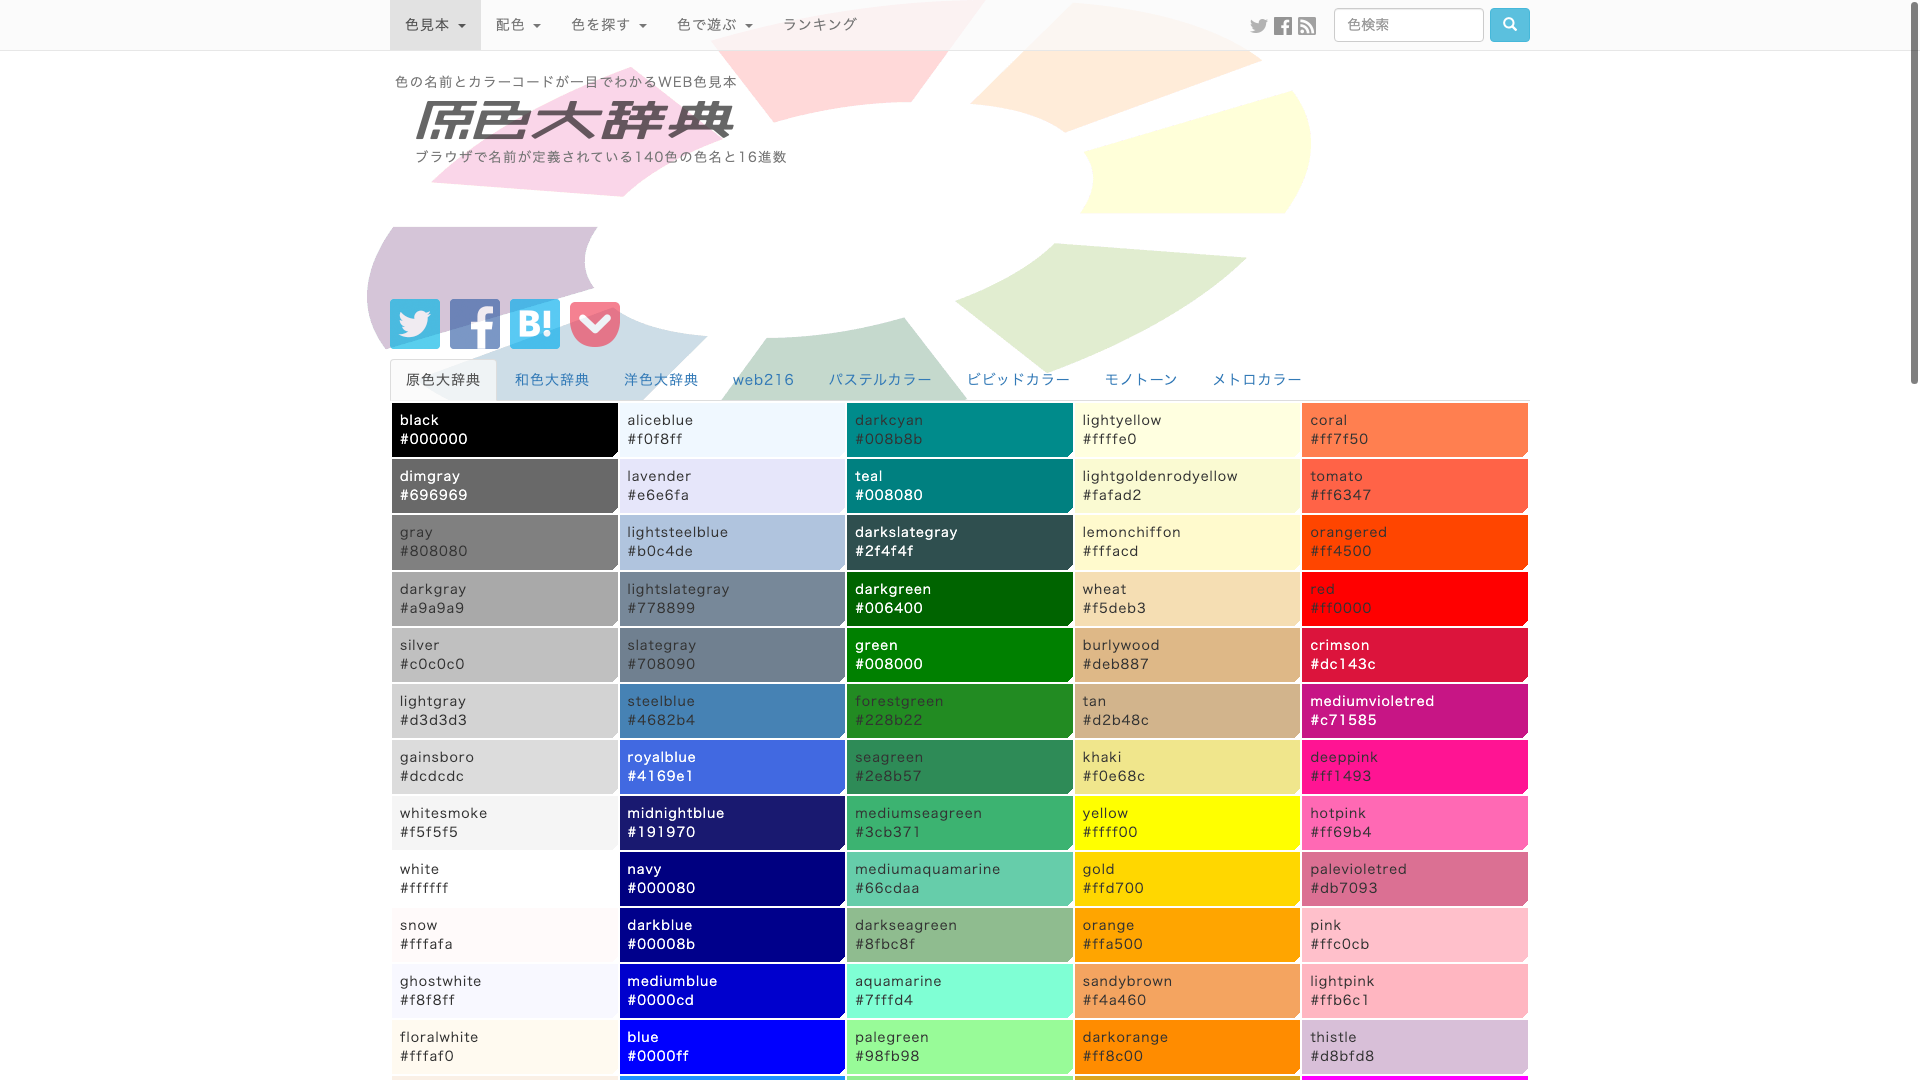 色見本 配色 色を探す 色で遊ぶ ランキング 色検索
色の名前とカラーコードが一目でわかるWEB色見本
原色大辞典
ブラウザで名前が定義されている140色の色名と16進数
B!
原色大辞典 和色大辞典 洋色大辞典 web216 パステルカラー ビビッドカラー モノトーン メトロカラー
black aliceblue darkcyan lightyellow coral
#000000 #f0f8ff #008b8b #ffffe0 #ff7f50
dimgray lavender teal lightgoldenrodyellow tomato
#696969 #e6e6fa #008080 #fafad2 #ff6347
gray lightsteelblue darkslategray lemonchiffon orangered
#808080 #b0c4de #2f4f4f #fffacd #ff4500
darkgray lightslategray darkgreen wheat red
#a9a9a9 #778899 #006400 #f5deb3 #ff0000
silver slategray green burlywood crimson
#c0c0c0 #708090 #008000 #deb887 #dc143c
lightgray steelblue forestgreen tan mediumvioletred
#d3d3d3 #4682b4 #228b22 #d2b48c #c71585
gainsboro royalblue seagreen khaki deeppink
#dcdcdc #4169e1 #2e8b57 #f0e68c #ff1493
whitesmoke midnightblue mediumseagreen yellow hotpink
#f5f5f5 #191970 #3cb371 #ffff00 #ff69b4
white navy mediumaquamarine gold palevioletred
#ffffff #000080 #66cdaa #ffd700 #db7093
snow darkblue darkseagreen orange pink
#fffafa #00008b #8fbc8f #ffa500 #ffc0cb
ghostwhite mediumblue aquamarine sandybrown lightpink
#f8f8ff #0000cd #7fffd4 #f4a460 #ffb6c1
floralwhite blue palegreen darkorange thistle
#fffaf0 #0000ff #98fb98 #ff8c00 #d8bfd8